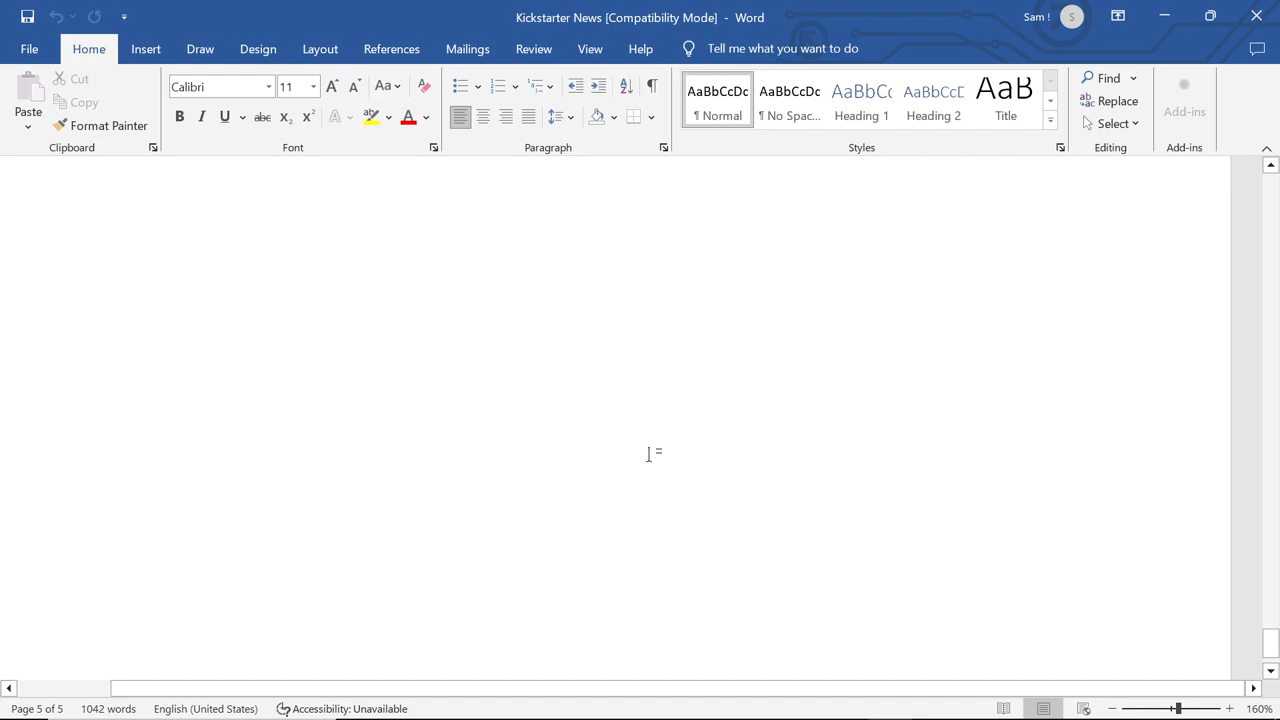 Kickstarter News [Compatibility Mode] - Word
Sam !
S
File
Home
Insert
Draw
Design
Layout
References
Mailings
Review
View
Help
Tell me what you want to do
Paste
Cut
Copy
Format Painter
Clipboard
Calibri
11
Font
Paragraph
AaBbCcDc
¶ Normal
AaBbCcDc
¶ No Spac...
AaBbCc
Heading 1
AaBbCcD
Heading 2
AaB
Title
Styles
Find
Replace
Select
Editing
Add-ins
Add-ins
Page 5 of 5
1042 words
English (United States)
Accessibility: Unavailable
160%